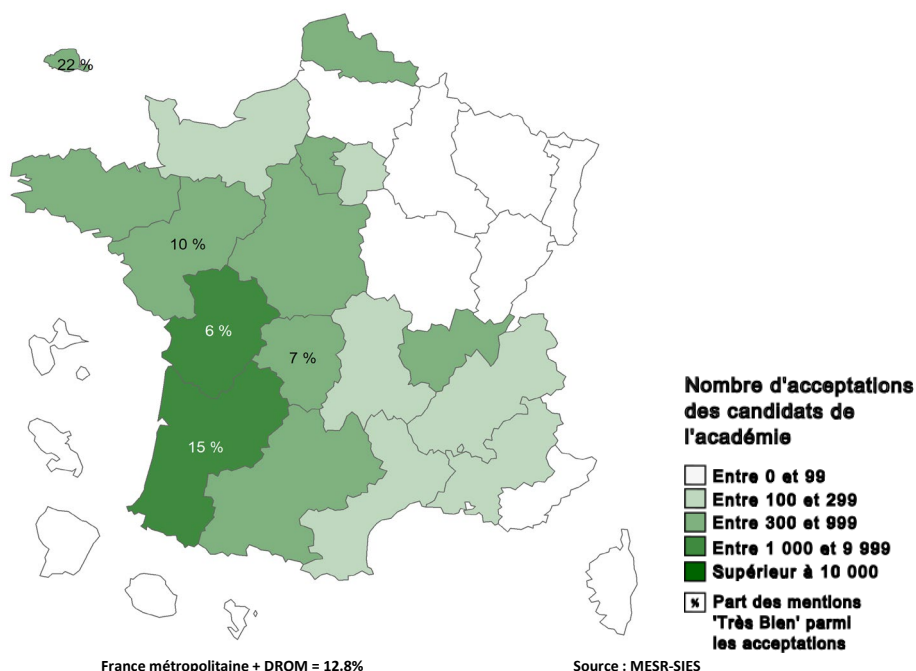 22 %
10 %
6 %
7 %
15 %
Nombre d'acceptations
des candidats de
l'académie
Entre 0 et 99
Entre 100 et 299
Entre 300 et 999
Entre 1 000 et 9 999
Supérieur à 10 000
% Part des mentions
'Très Bien' parmi
les acceptations
France métropolitaine + DROM = 12.8%
Source : MESR-SIES